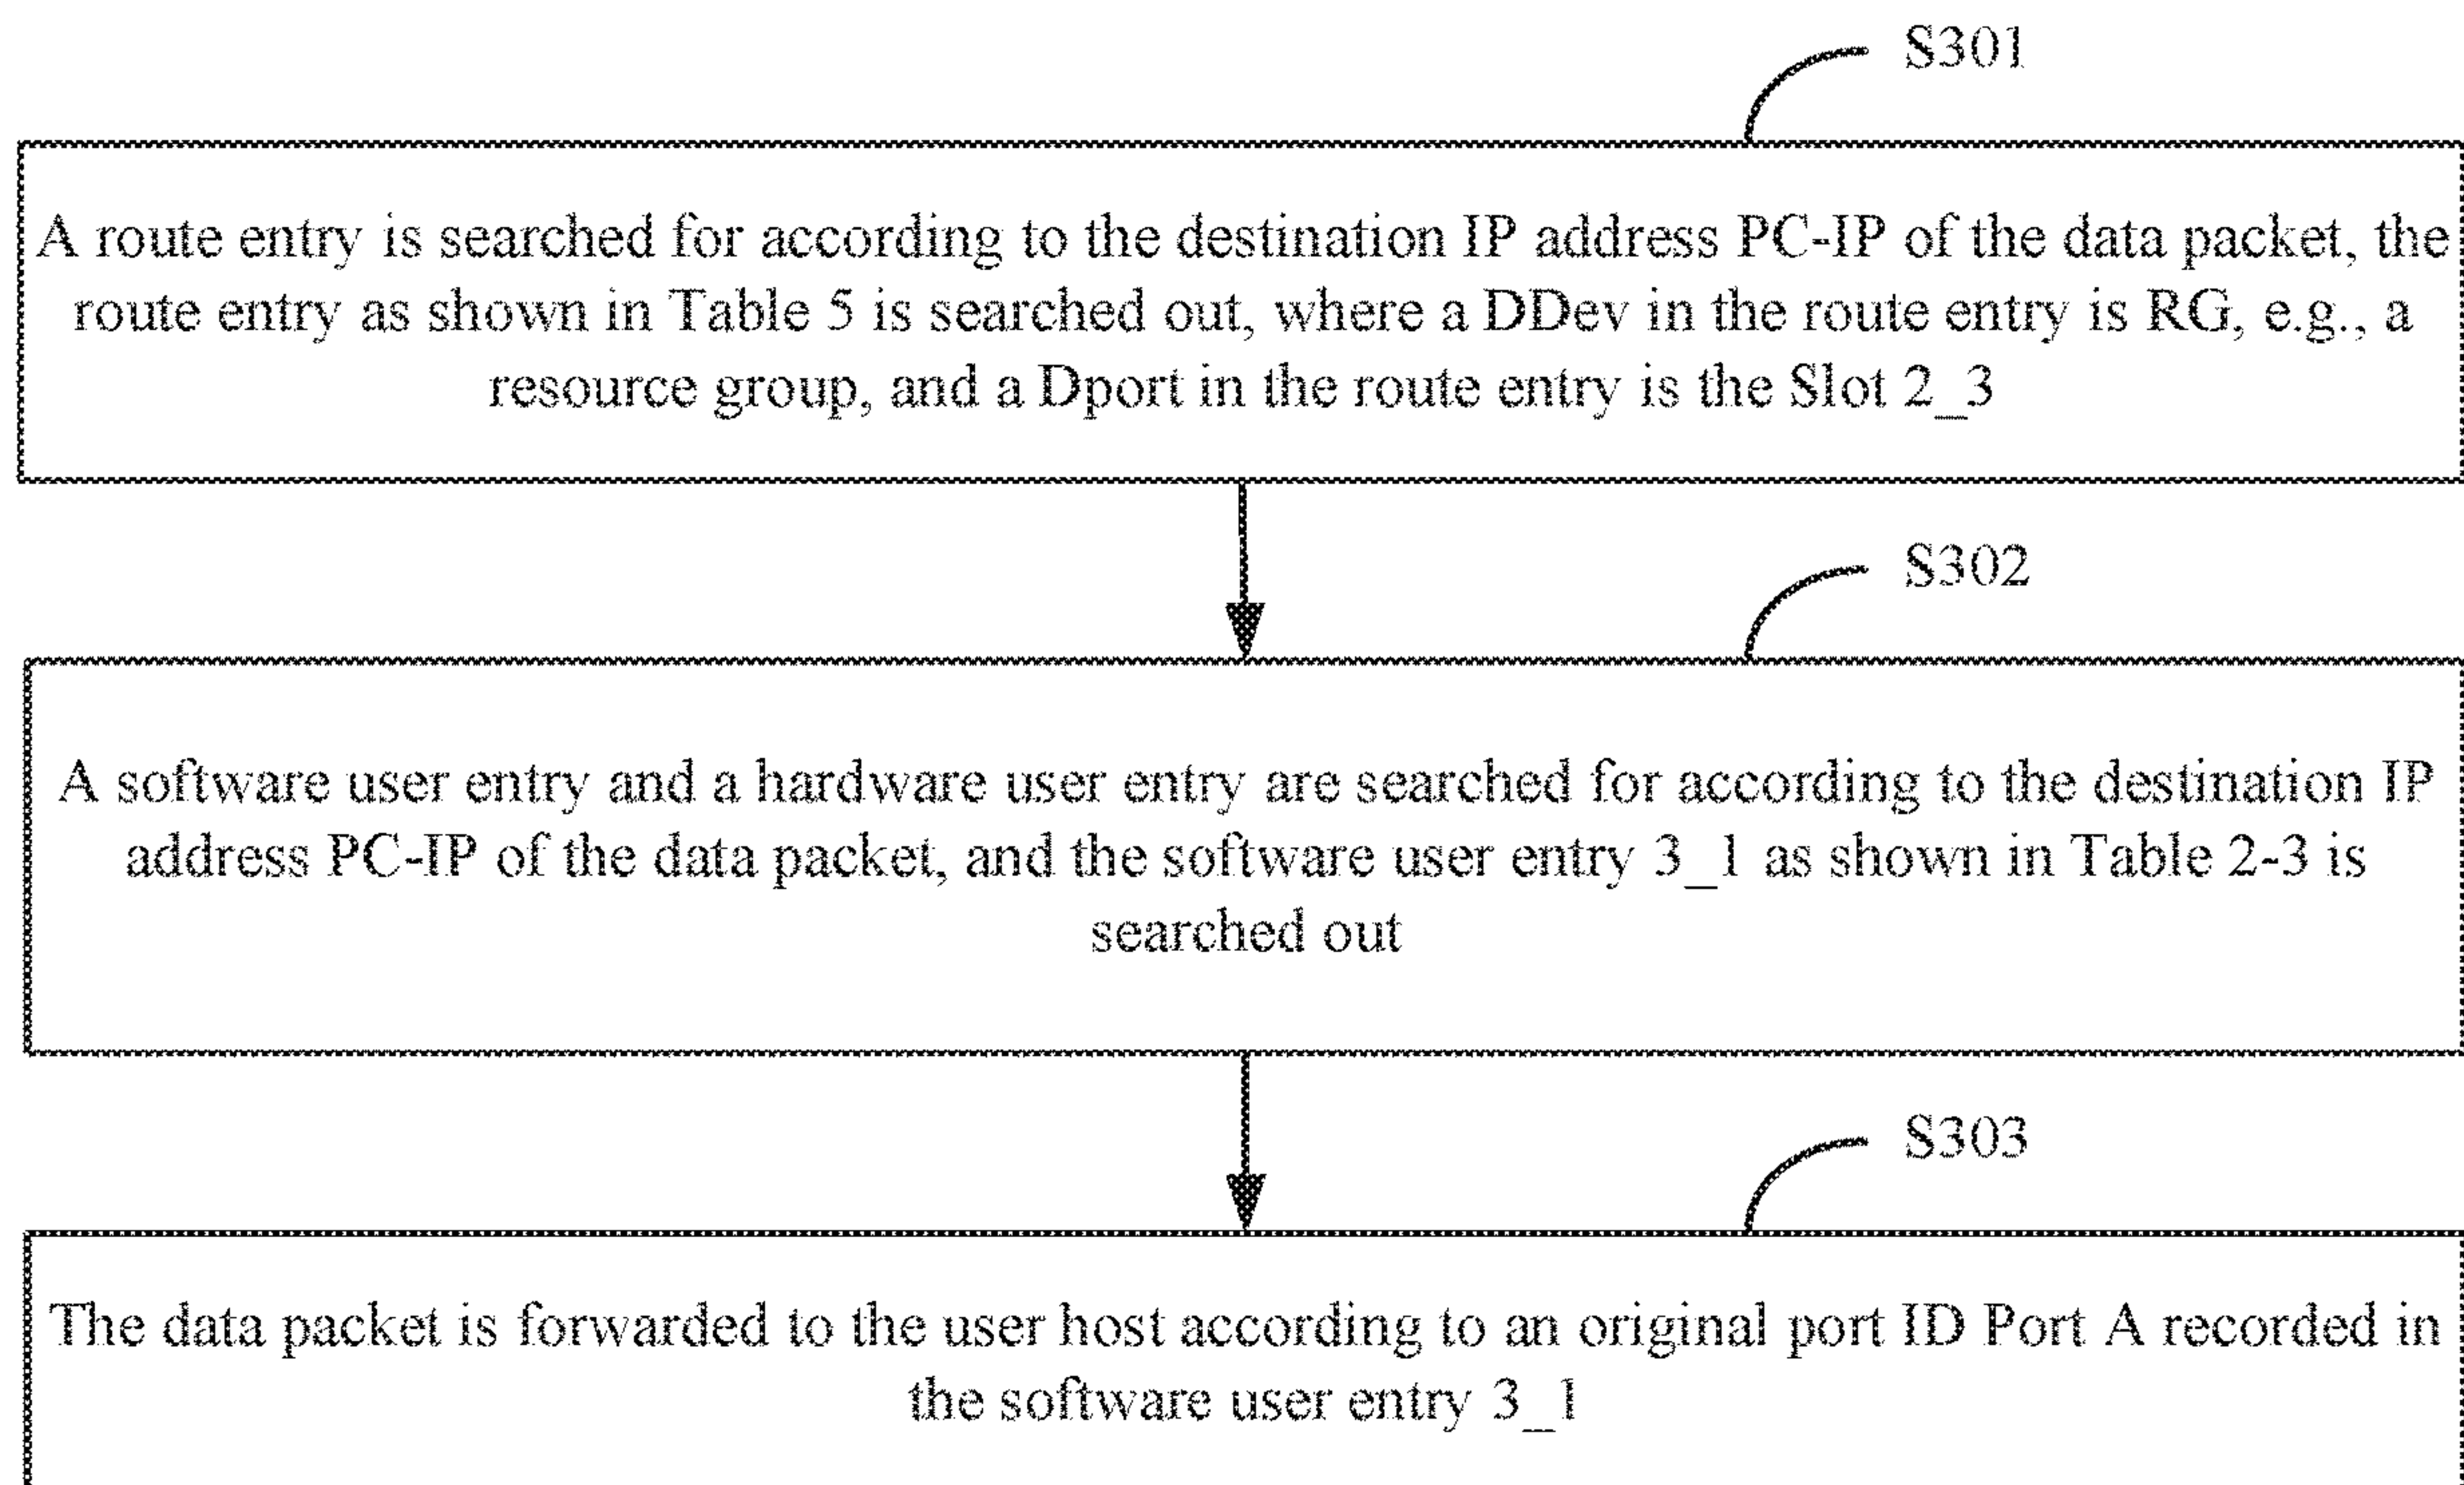 S301
A route entry is searched for according to the destination IP address PC-IP of the data packet, the
route entry as shown in Table 5 is searched out, where a DDev in the route entry is RG, e.g., a
resource group, and a Dport in the route entry is the Slot 2_3
S302
A software user entry and a hardware user entry are searched for according to the destination IP
address PC-IP of the data packet, and the software user entry 3_1 as shown in Table 2-3 is
searched out
S303
The data packet is forwarded to the user host according to an original port ID Port A recorded in
the software user entry 3_1